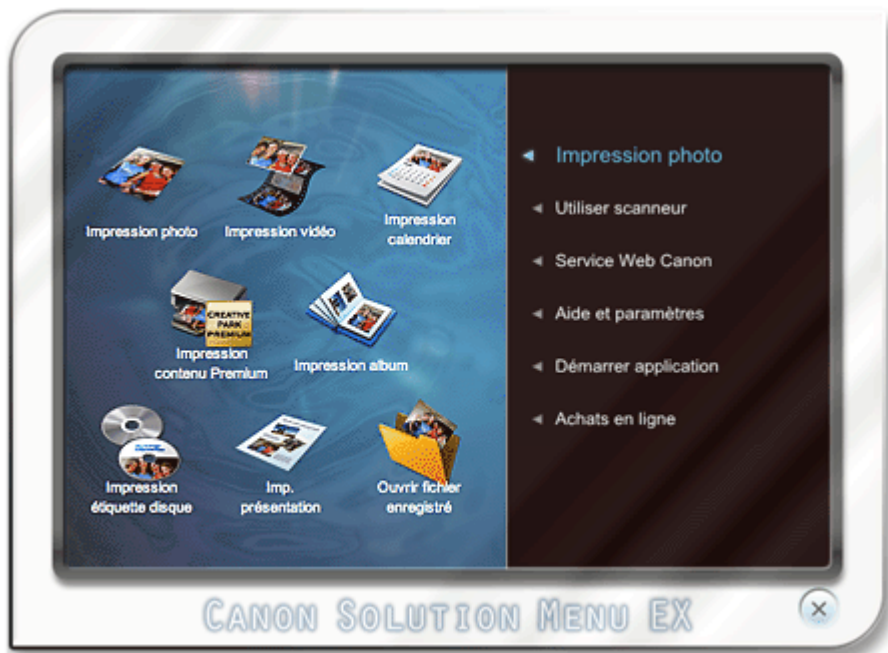 Impression photo
Impression vidéo
Impression
calendrier
CREATIVE
PARK
PREMIUM
Impression
contenu Premium
Impression album
Impression
étiquette disque
Imp.
présentation
Ouvrir fichier
enregistré
Impression photo
Utiliser scanneur
Service Web Canon
Aide et paramètres
Démarrer application
Achats en ligne
CANON SOLUTION MENU EX